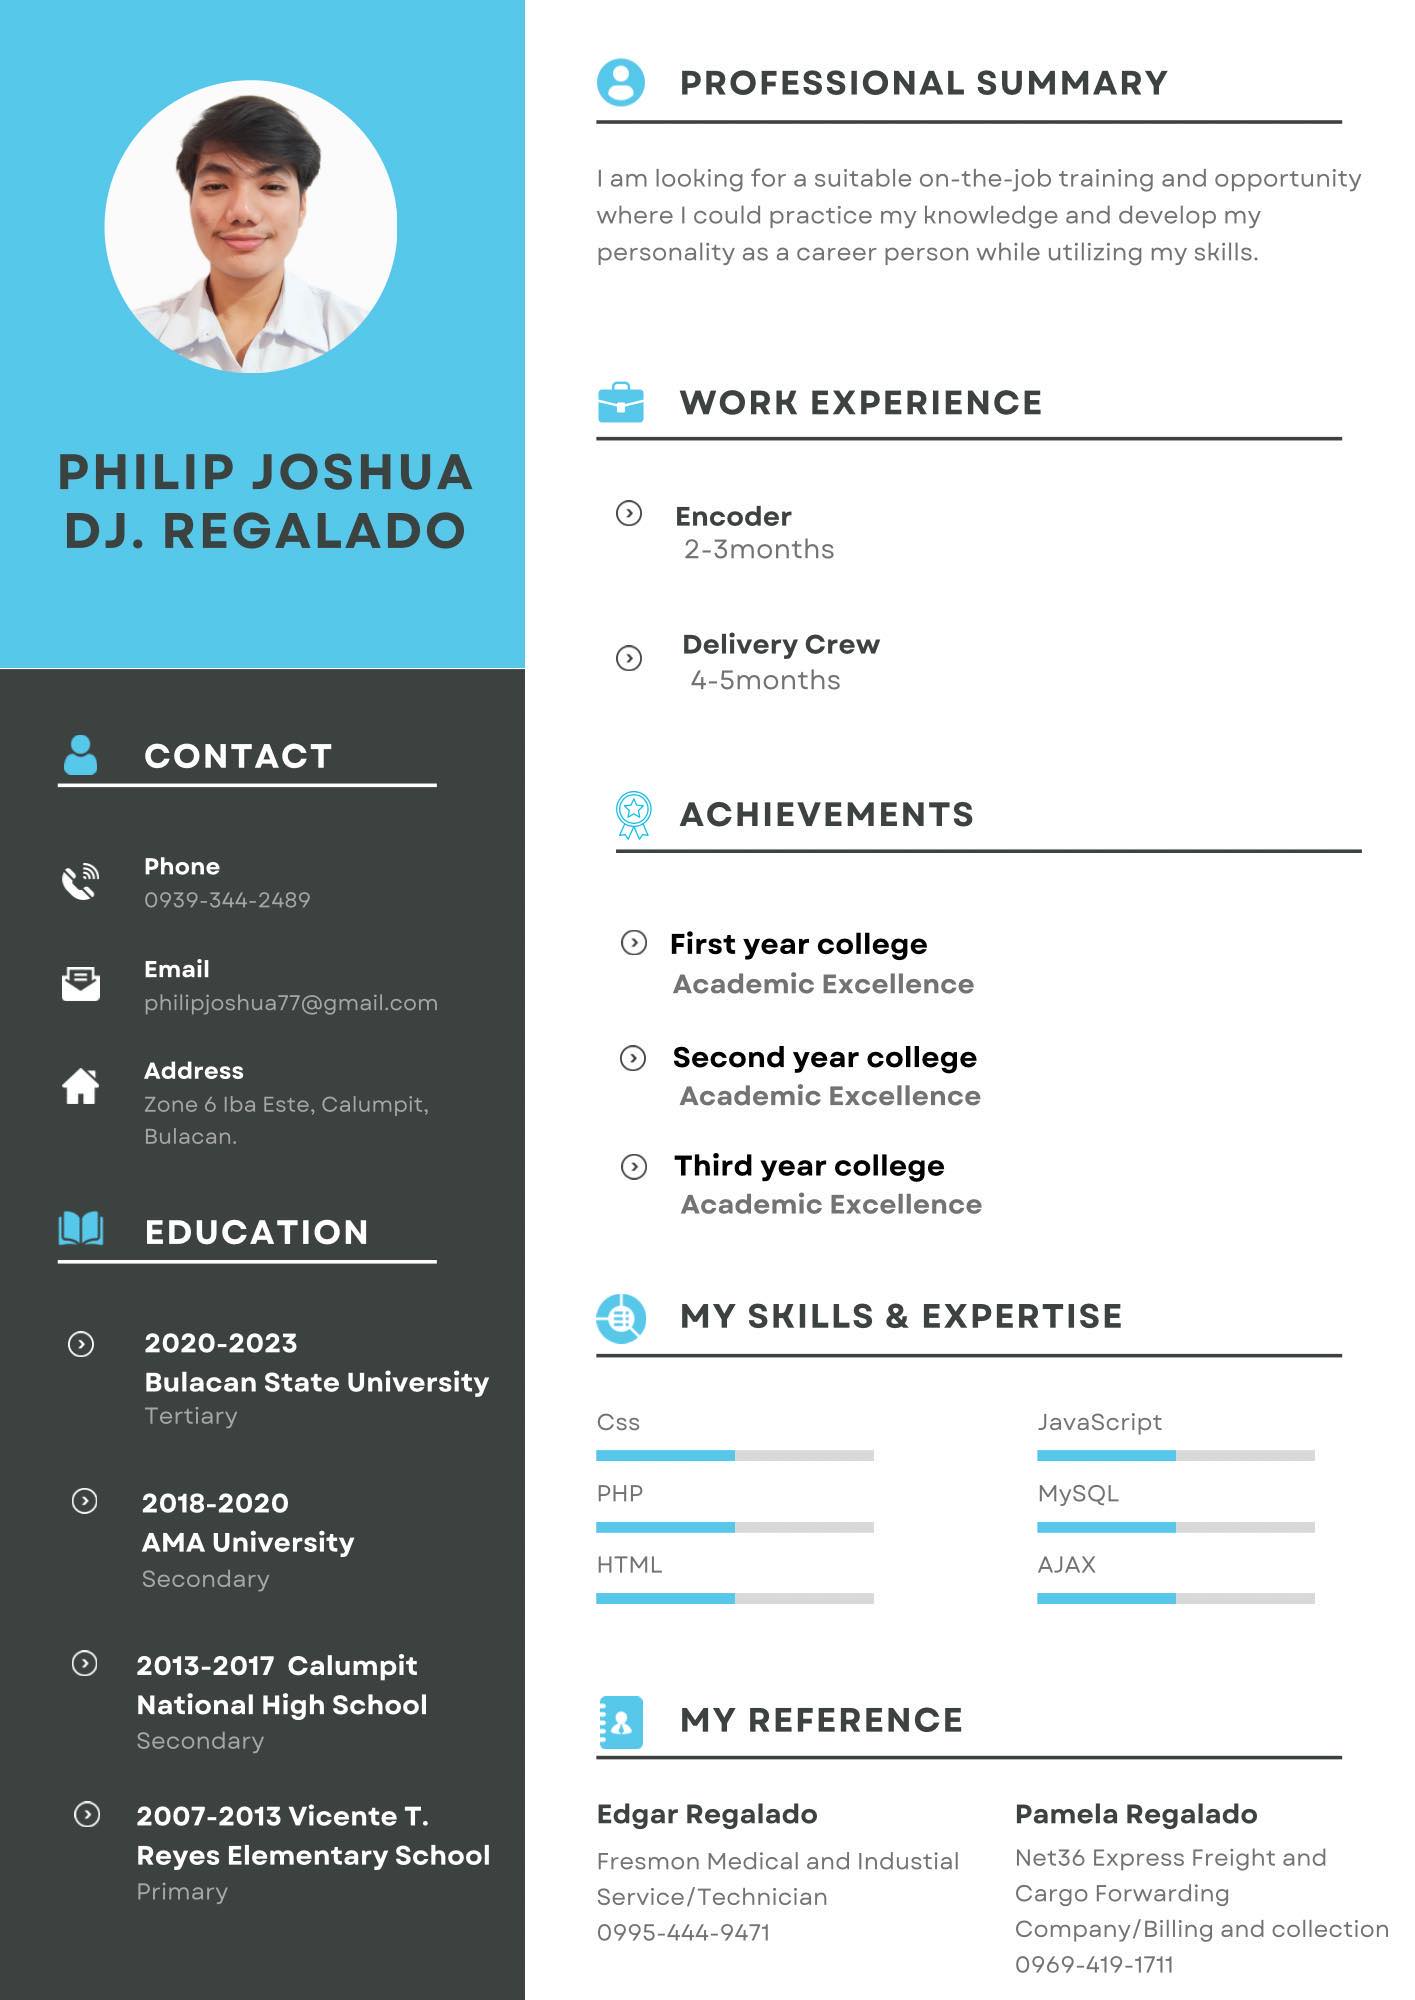 PHILIP JOSHUA
DJ. REGALADO
CONTACT
Phone
0939-344-2489
Email
philipjoshua77@gmail.com
Address
Zone 6 Iba Este, Calumpit,
Bulacan.
EDUCATION
2020-2023
Bulacan State University
Tertiary
2018-2020
AMA University
Secondary
2013-2017 Calumpit
National High School
Secondary
2007-2013 Vicente T.
Reyes Elementary School
Primary
PROFESSIONAL SUMMARY
I am looking for a suitable on-the-job training and opportunity
where I could practice my knowledge and develop my
personality as a career person while utilizing my skills.
WORK EXPERIENCE
Encoder
2-3months
Delivery Crew
4-5months
ACHIEVEMENTS
First year college
Academic Excellence
Second year college
Academic Excellence
Third year college
Academic Excellence
MY SKILLS & EXPERTISE
Css
PHP
HTML
JavaScript
MySQL
AJAX
MY REFERENCE
Edgar Regalado
Fresmon Medical and Industial
Service/Technician
0995-444-9471
Pamela Regalado
Net36 Express Freight and
Cargo Forwarding
Company/Billing and collection
0969-419-1711